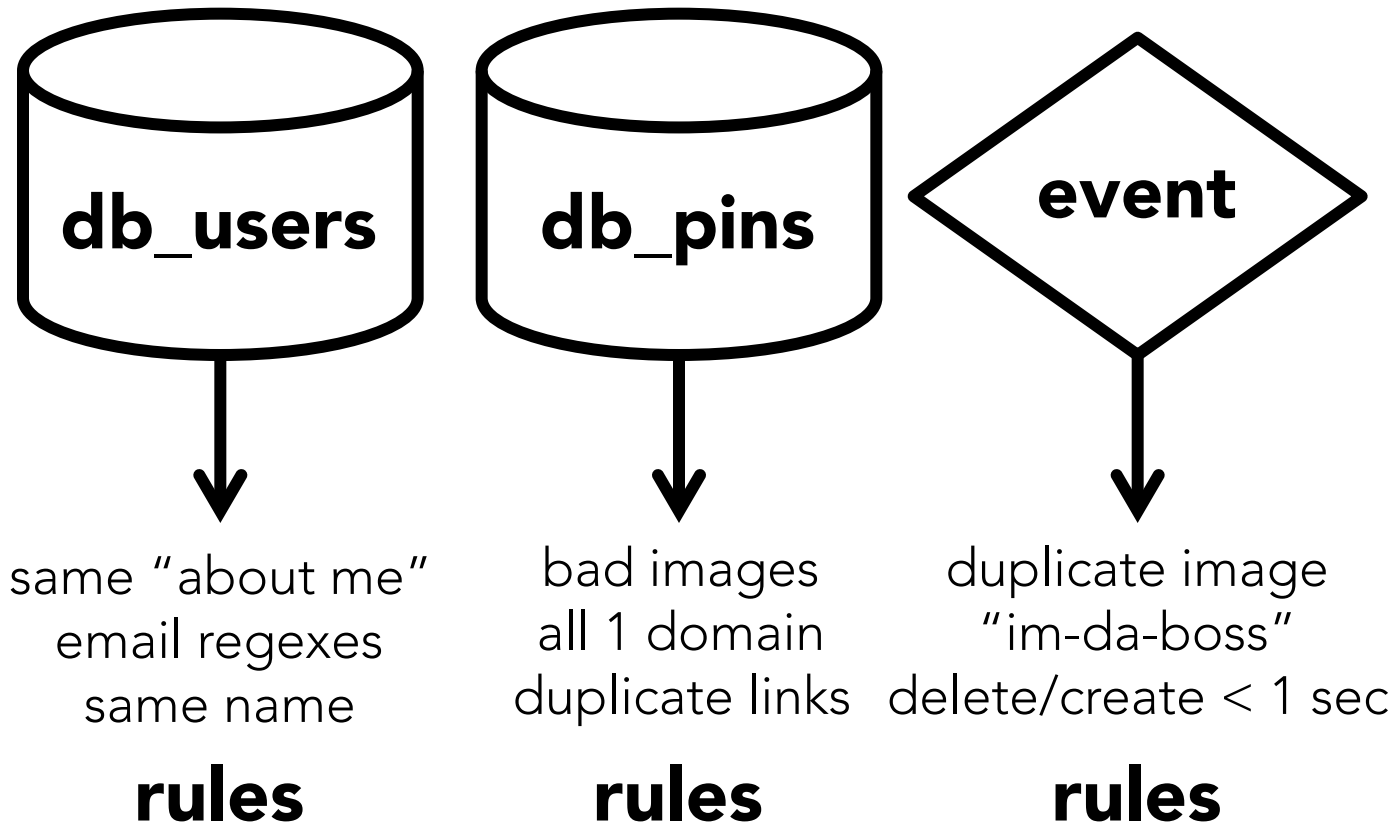 db_users
same “about me”
email regexes
same name
rules
db_pins
bad images
all 1 domain
duplicate links
rules
event
duplicate image
“im-da-boss”
delete/create < 1 sec
rules